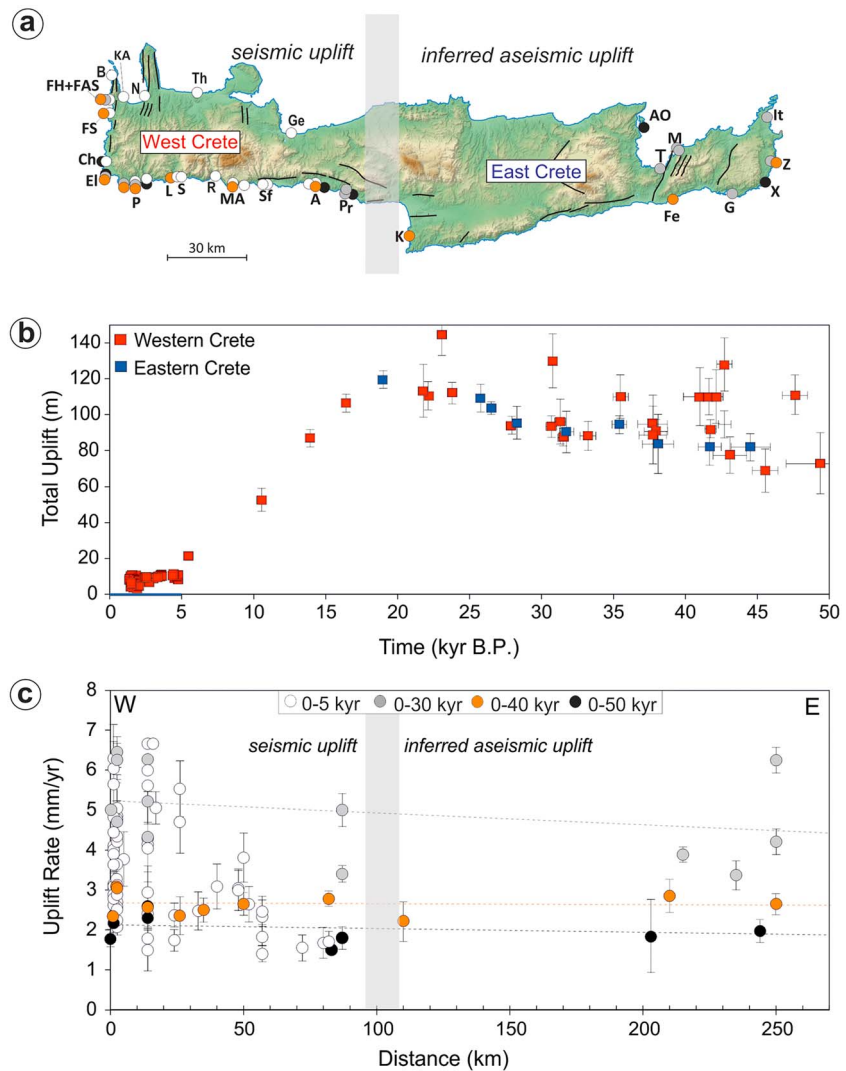 a
seismic uplift
inferred aseismic uplift
B
KA
N
Th
FH+FAS
FS
Ge
AO
It
M
T
Z
West Crete
East Crete
Ch
El
P
L
S
R
MA
Sf
A
Pr
K
Fe
G
X
30 km
b
Western Crete
Eastern Crete
Total Uplift (m)
140
120
100
80
60
40
20
0
0 5 10 15 20 25 30 35 40 45 50
Time (kyr B.P.)
c
W
0-5 kyr 0-30 kyr 0-40 kyr 0-50 kyr
E
seismic uplift
inferred aseismic uplift
Uplift Rate (mm/yr)
8
7
6
5
4
3
2
1
0
0 50 100 150 200 250
Distance (km)